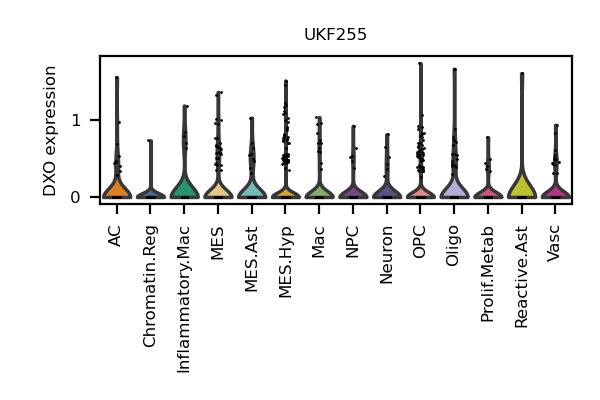 UKF255
DXO expression
1
0
AC
Chromatin.Reg
Inflammatory.Mac
MES
MES.Ast
MES.Hyp
Mac
NPC
Neuron
OPC
Oligo
Prolif.Metab
Reactive.Ast
Vasc